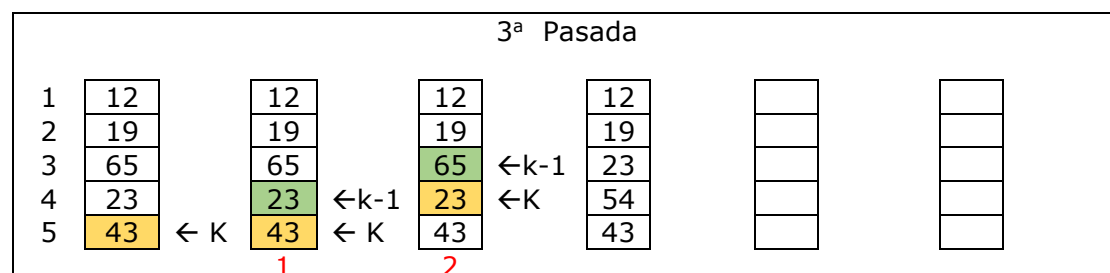 3ª Pasada
1 12 12 12 12
2 19 19 19 19
3 65 65 65 ←k-1 23
4 23 23 ←k-1 23 ←K 54
5 43 ← K 43 ← K 43 43
1 2